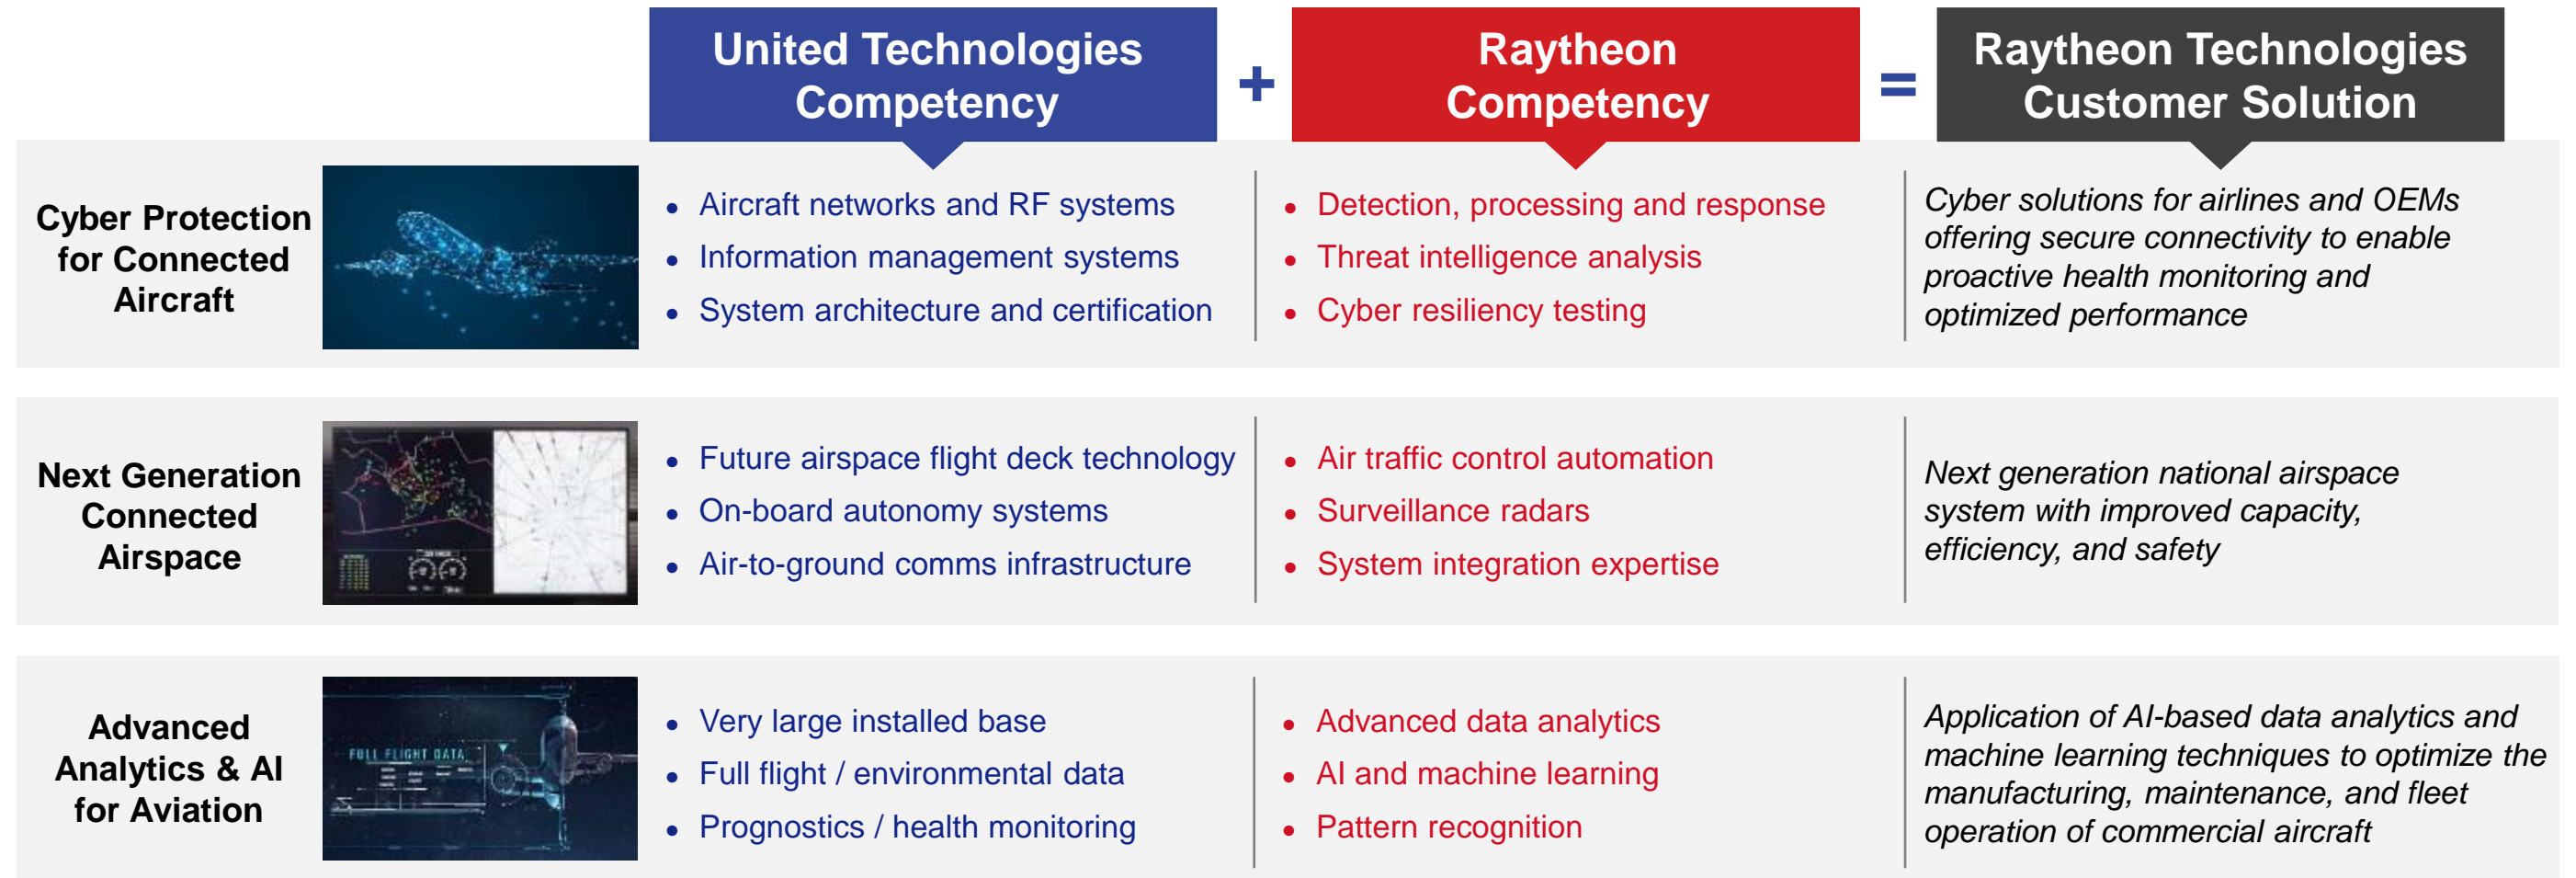 United Technologies
Competency
+
Raytheon
Competency
=
Raytheon Technologies
Customer Solution
Cyber Protection
for Connected
Aircraft
• Aircraft networks and RF systems
• Information management systems
• System architecture and certification
• Detection, processing and response
• Threat intelligence analysis
• Cyber resiliency testing
Cyber solutions for airlines and OEMs
offering secure connectivity to enable
proactive health monitoring and
optimized performance
Next Generation
Connected
Airspace
• Future airspace flight deck technology
• On-board autonomy systems
• Air-to-ground comms infrastructure
• Air traffic control automation
• Surveillance radars
• System integration expertise
Next generation national airspace
system with improved capacity,
efficiency, and safety
Advanced
Analytics & AI
for Aviation
FULL FLIGHT DATA
• Very large installed base
• Full flight / environmental data
• Prognostics / health monitoring
• Advanced data analytics
• AI and machine learning
• Pattern recognition
Application of AI-based data analytics and
machine learning techniques to optimize the
manufacturing, maintenance, and fleet
operation of commercial aircraft